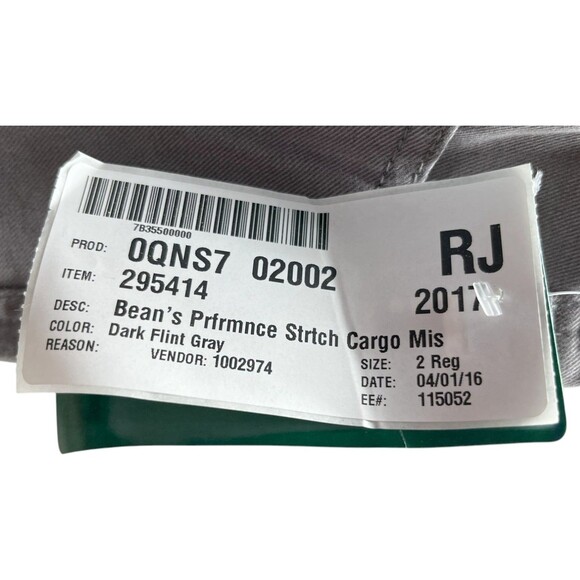 7B35500000
PROD: 0QNS7 02002 RJ
ITEM: 295414 2017
DESC: Bean's Prfrmnce Strtch Cargo Mis
COLOR: Dark Flint Gray SIZE: 2 Reg
REASON: VENDOR: 1002974 DATE: 04/01/16
EE#: 115052